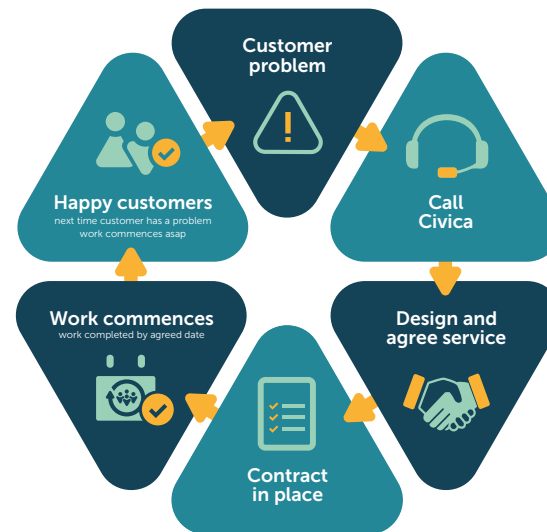 Customer
problem
Call
Civica
Design and
agree service
Contract
in place
Work commences
work completed by agreed date
Happy customers
next time customer has a problem
work commences asap